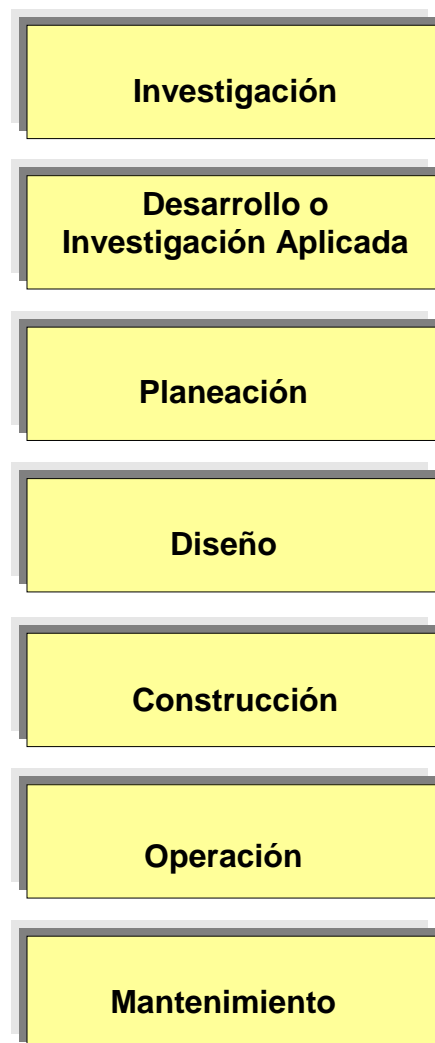 Investigación
Desarrollo o
Investigación Aplicada
Planeación
Diseño
Construcción
Operación
Mantenimiento